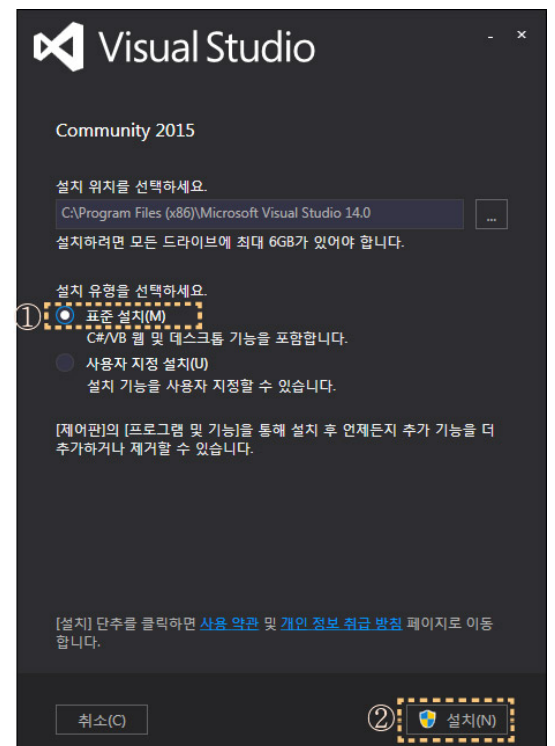 Visual Studio
Community 2015
설치 위치를 선택하세요.
C:\Program Files (x86)\Microsoft Visual Studio 14.0
...
설치하려면 모든 드라이브에 최대 6GB가 있어야 합니다.
설치 유형을 선택하세요.
① 표준 설치(M)
C#/VB 웹 및 데스크톱 기능을 포함합니다.
사용자 지정 설치(U)
설치 기능을 사용자 지정할 수 있습니다.
[제어판]의 [프로그램 및 기능]을 통해 설치 후 언제든지 추가 기능을 더
추가하거나 제거할 수 있습니다.
[설치] 단추를 클릭하면 사용 약관 및 개인 정보 취급 방침 페이지로 이동
합니다.
취소(C)
② 설치(N)